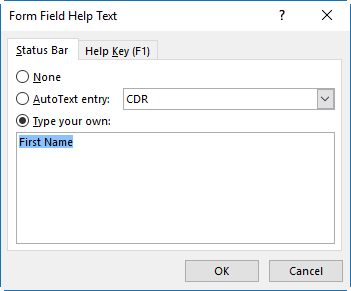 Form Field Help Text ?
Status Bar Help Key (F1)
None
AutoText entry: CDR
Type your own:
First Name
OK Cancel